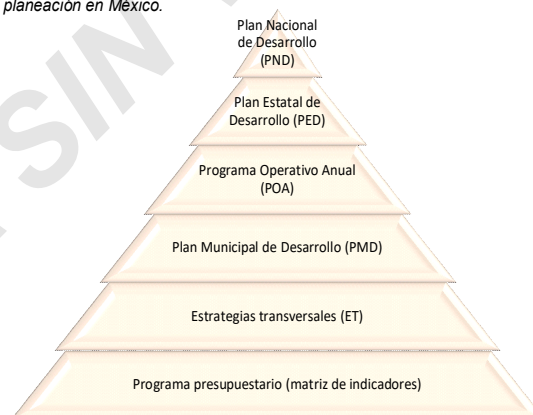 planeación en México.
Plan Nacional
de Desarrollo
(PND)
Plan Estatal de
Desarrollo (PED)
Programa Operativo Anual
(POA)
Plan Municipal de Desarrollo (PMD)
Estrategias transversales (ET)
Programa presupuestario (matriz de indicadores)
SIN